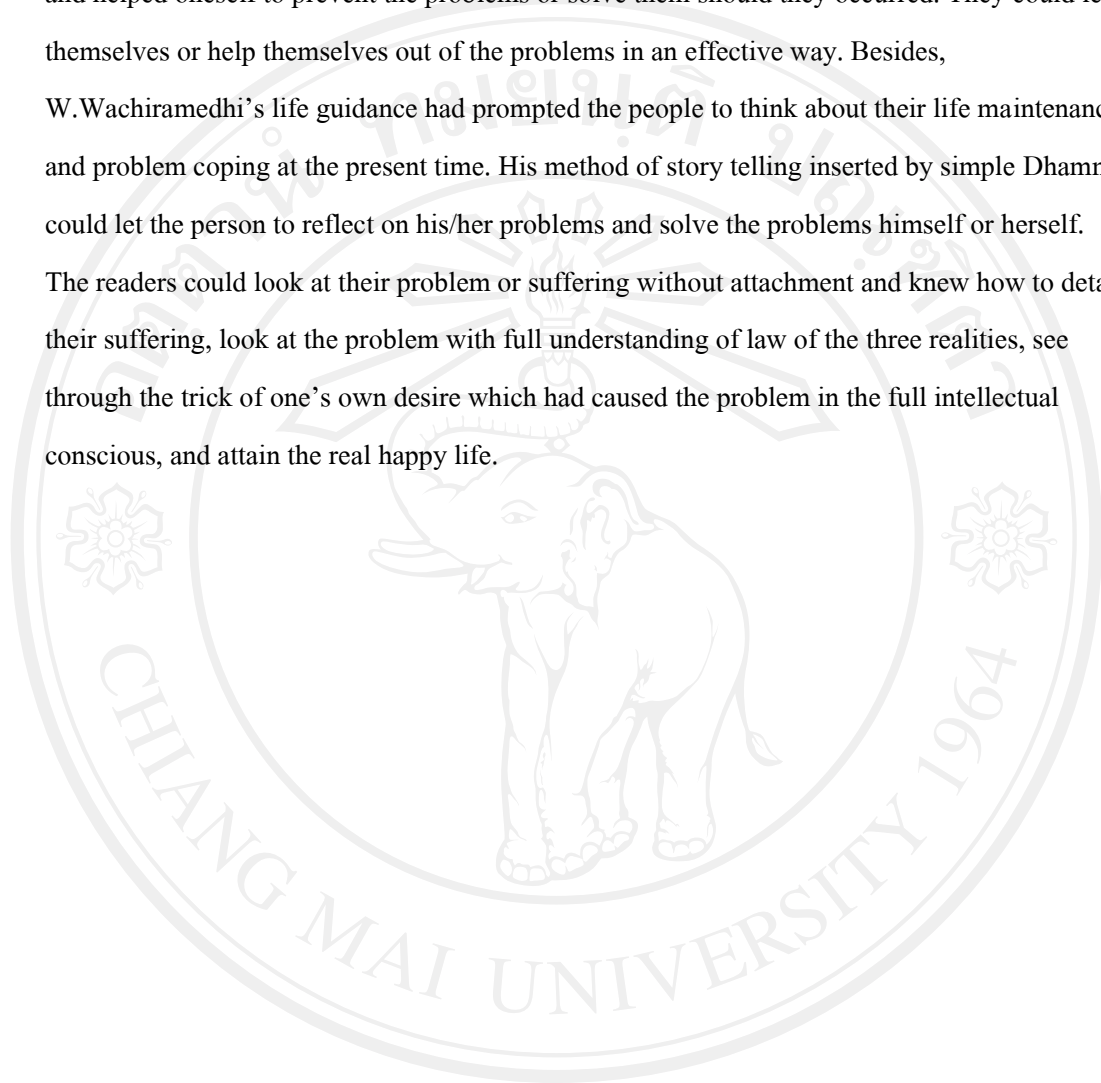 and helped oneself to prevent the problems or solve them should they occurred. They could
themselves or help themselves out of the problems in an effective way. Besides,
W.Wachiramedhi’s life guidance had prompted the people to think about their life
and problem coping at the present time. His method of story telling inserted by simple
could let the person to reflect on his/her problems and solve the problems himself or herself.
The readers could look at their problem or suffering without attachment and knew how to
their suffering, look at the problem with full understanding of law of the three realities, see
through the trick of one’s own desire which had caused the problem in the full intellectual
conscious, and attain the real happy life.
CHIANG MAI UNIVERSITY 1964